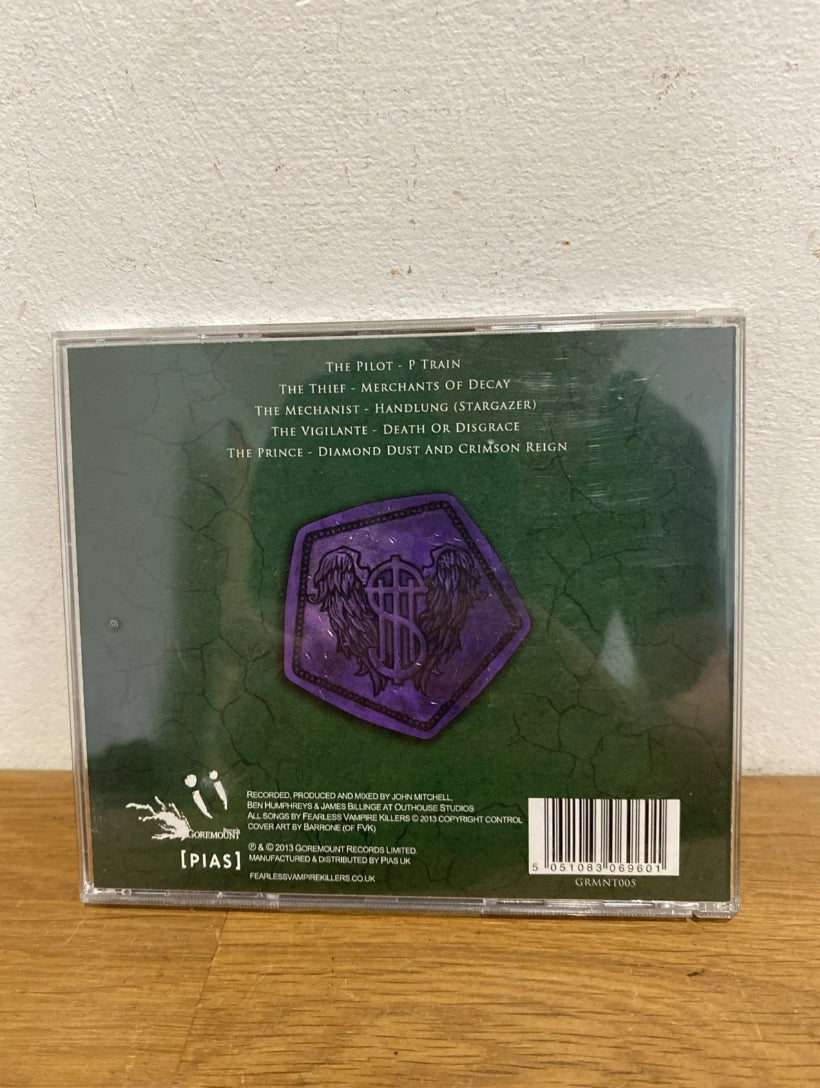 The Pilot - P Train
The Thief - Merchants Of Decay
The Mechanist - Handlung (Stargazer)
The Vigilante - Death Or Disgrace
The Prince - Diamond Dust And Crimson Reign
Goremount
[PIAS]
Recorded, produced and mixed by John Mitchell,
Ben Humphreys & James Billinge at Outhouse Studios
All songs by Fearless Vampire Killers © 2013 Copyright Control
Cover art by Barrone (of FVK)
℗ & © 2013 Goremount Records Limited.
Manufactured & Distributed by Pias UK
fearlessvampirekillers.co.uk
5 051083 069601
GRMNT005